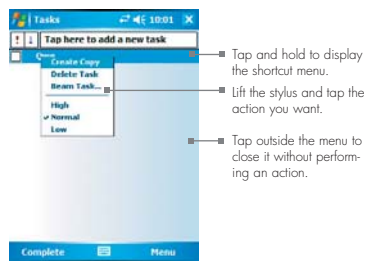 Tasks 10:01
! ↓ Tap here to add a new task
Create Copy
Delete Task
Beam Task...
High
Normal
Low
Complete Menu
Tap and hold to display
the shortcut menu.
Lift the stylus and tap the
action you want.
Tap outside the menu to
close it without perform-
ing an action.